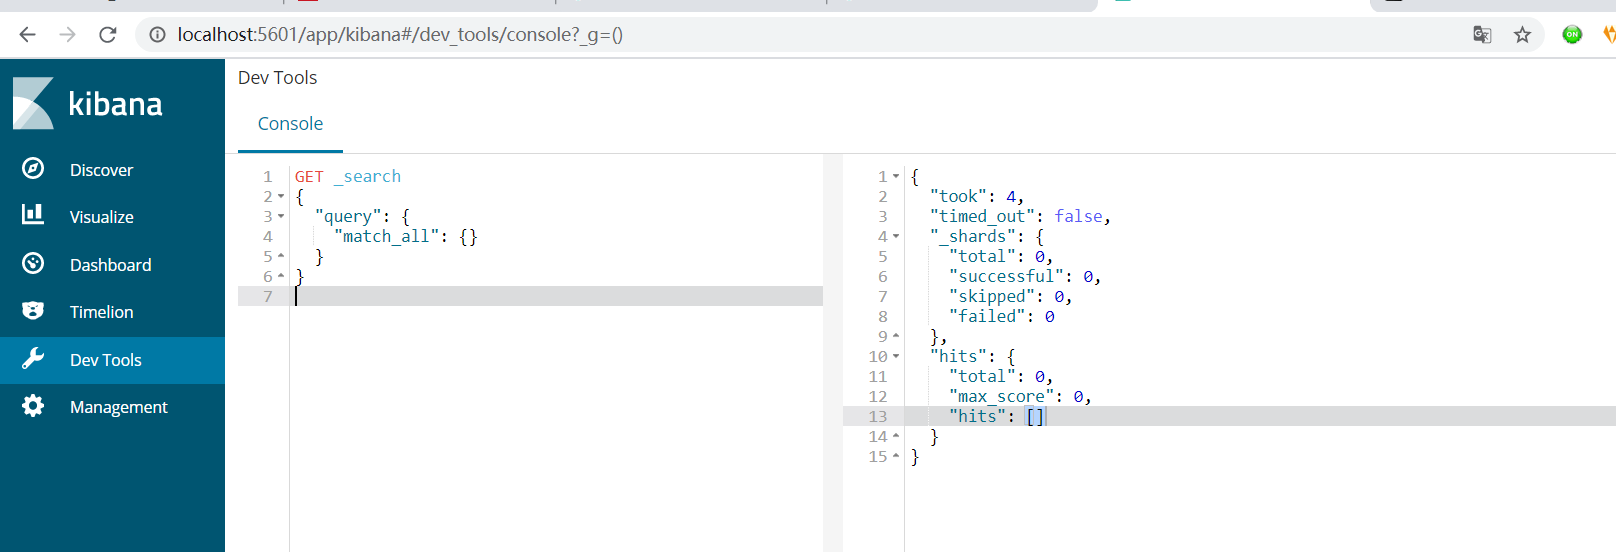 localhost:5601/app/kibana#/dev_tools/console?_g=()
ON
kibana
Discover
Visualize
Dashboard
Timelion
Dev Tools
Management
Dev Tools
Console
1 GET _search
2 {
3 "query": {
4 "match_all": {}
5 }
6 }
7
1 {
2 "took": 4,
3 "timed_out": false,
4 "_shards": {
5 "total": 0,
6 "successful": 0,
7 "skipped": 0,
8 "failed": 0
9 },
10 "hits": {
11 "total": 0,
12 "max_score": 0,
13 "hits": []
14 }
15 }